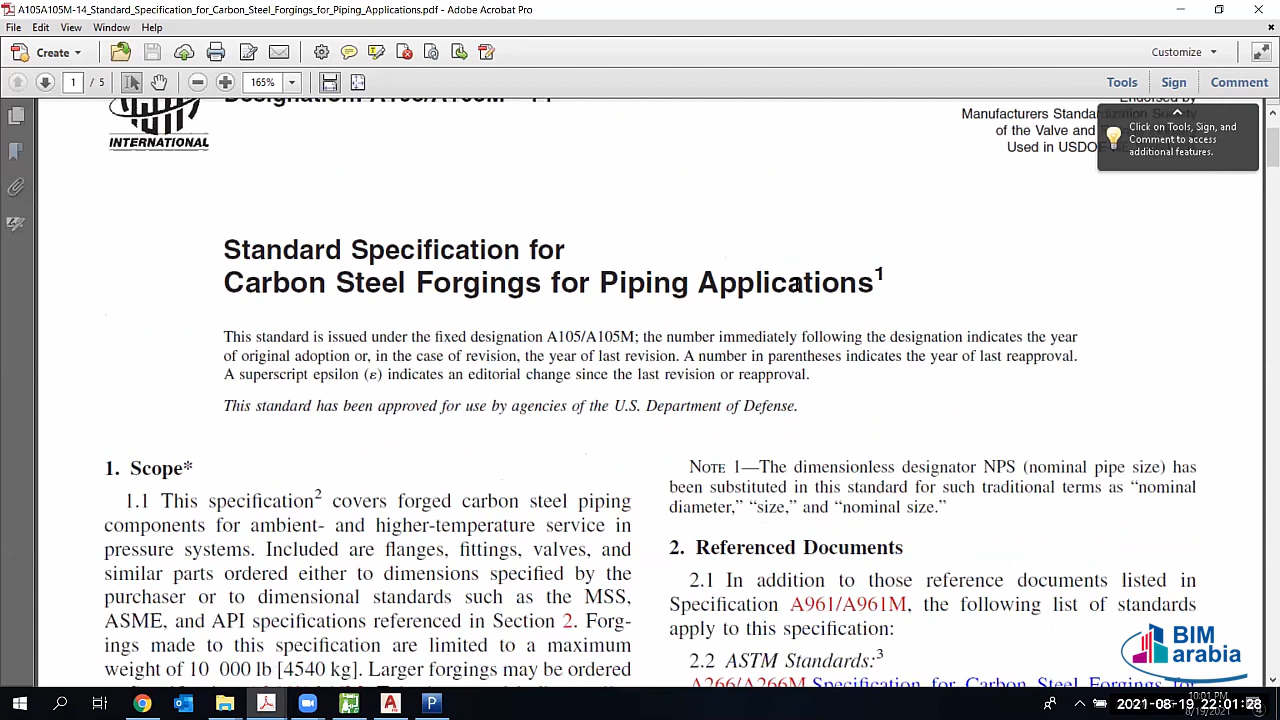 A105A105M-14_Standard_Specification_for_Carbon_Steel_Forgings_for_Piping_Applications.pdf - Adobe Acrobat Pro
File Edit View Window Help
Create
Customize
1 / 5
165%
Tools Sign Comment
Designation: A105/A105M − 14
Endorsed by
Manufacturers Standardization Society
of the Valve and
Used in USDOE
INTERNATIONAL
Click on Tools, Sign, and
Comment to access
additional features.
Standard Specification for
Carbon Steel Forgings for Piping Applications1
This standard is issued under the fixed designation A105/A105M; the number immediately following the designation indicates the year
of original adoption or, in the case of revision, the year of last revision. A number in parentheses indicates the year of last reapproval.
A superscript epsilon (ε) indicates an editorial change since the last revision or reapproval.
This standard has been approved for use by agencies of the U.S. Department of Defense.
1. Scope*
1.1 This specification2 covers forged carbon steel piping
components for ambient- and higher-temperature service in
pressure systems. Included are flanges, fittings, valves, and
similar parts ordered either to dimensions specified by the
purchaser or to dimensional standards such as the MSS,
ASME, and API specifications referenced in Section 2. Forg-
ings made to this specification are limited to a maximum
weight of 10 000 lb [4540 kg]. Larger forgings may be ordered
NOTE 1—The dimensionless designator NPS (nominal pipe size) has
been substituted in this standard for such traditional terms as “nominal
diameter,” “size,” and “nominal size.”
2. Referenced Documents
2.1 In addition to those reference documents listed in
Specification A961/A961M, the following list of standards
apply to this specification:
2.2 ASTM Standards:3
A266/A266M Specification for Carbon Steel Forgings for
BIM
arabia
10:01 PM
8/19/2021
2021-08-19 22:01:28